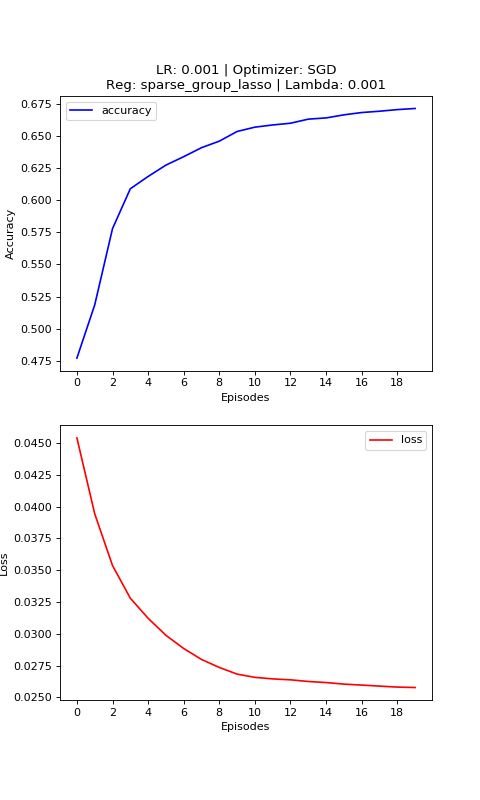 LR: 0.001 | Optimizer: SGD
Reg: sparse_group_lasso | Lambda: 0.001
accuracy
0.675
0.650
0.625
0.600
0.575
0.550
0.525
0.500
0.475
Accuracy
0 2 4 6 8 10 12 14 16 18
Episodes
loss
0.0450
0.0425
0.0400
0.0375
0.0350
0.0325
0.0300
0.0275
0.0250
Loss
0 2 4 6 8 10 12 14 16 18
Episodes